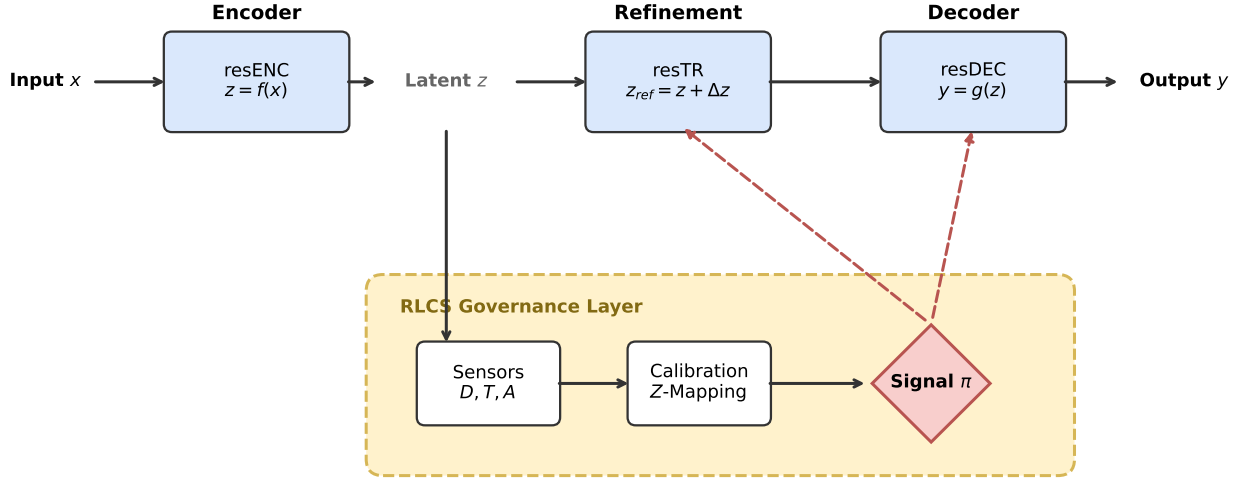 Encoder
Refinement
Decoder
Input x
resENC
z = f(x)
Latent z
resTR
z_ref = z + Δz
resDEC
y = g(z)
Output y
RLCS Governance Layer
Sensors
D, T, A
Calibration
Z-Mapping
Signal π